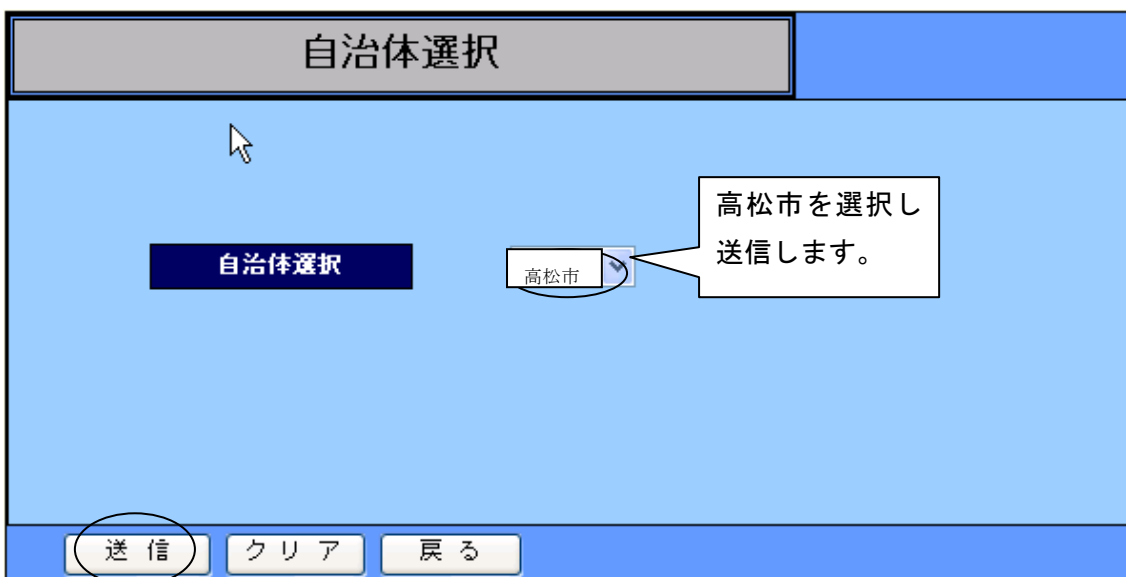 自治体選択
高松市を選択し
送信します。
自治体選択
高松市
送 信
ク リ ア
戻 る